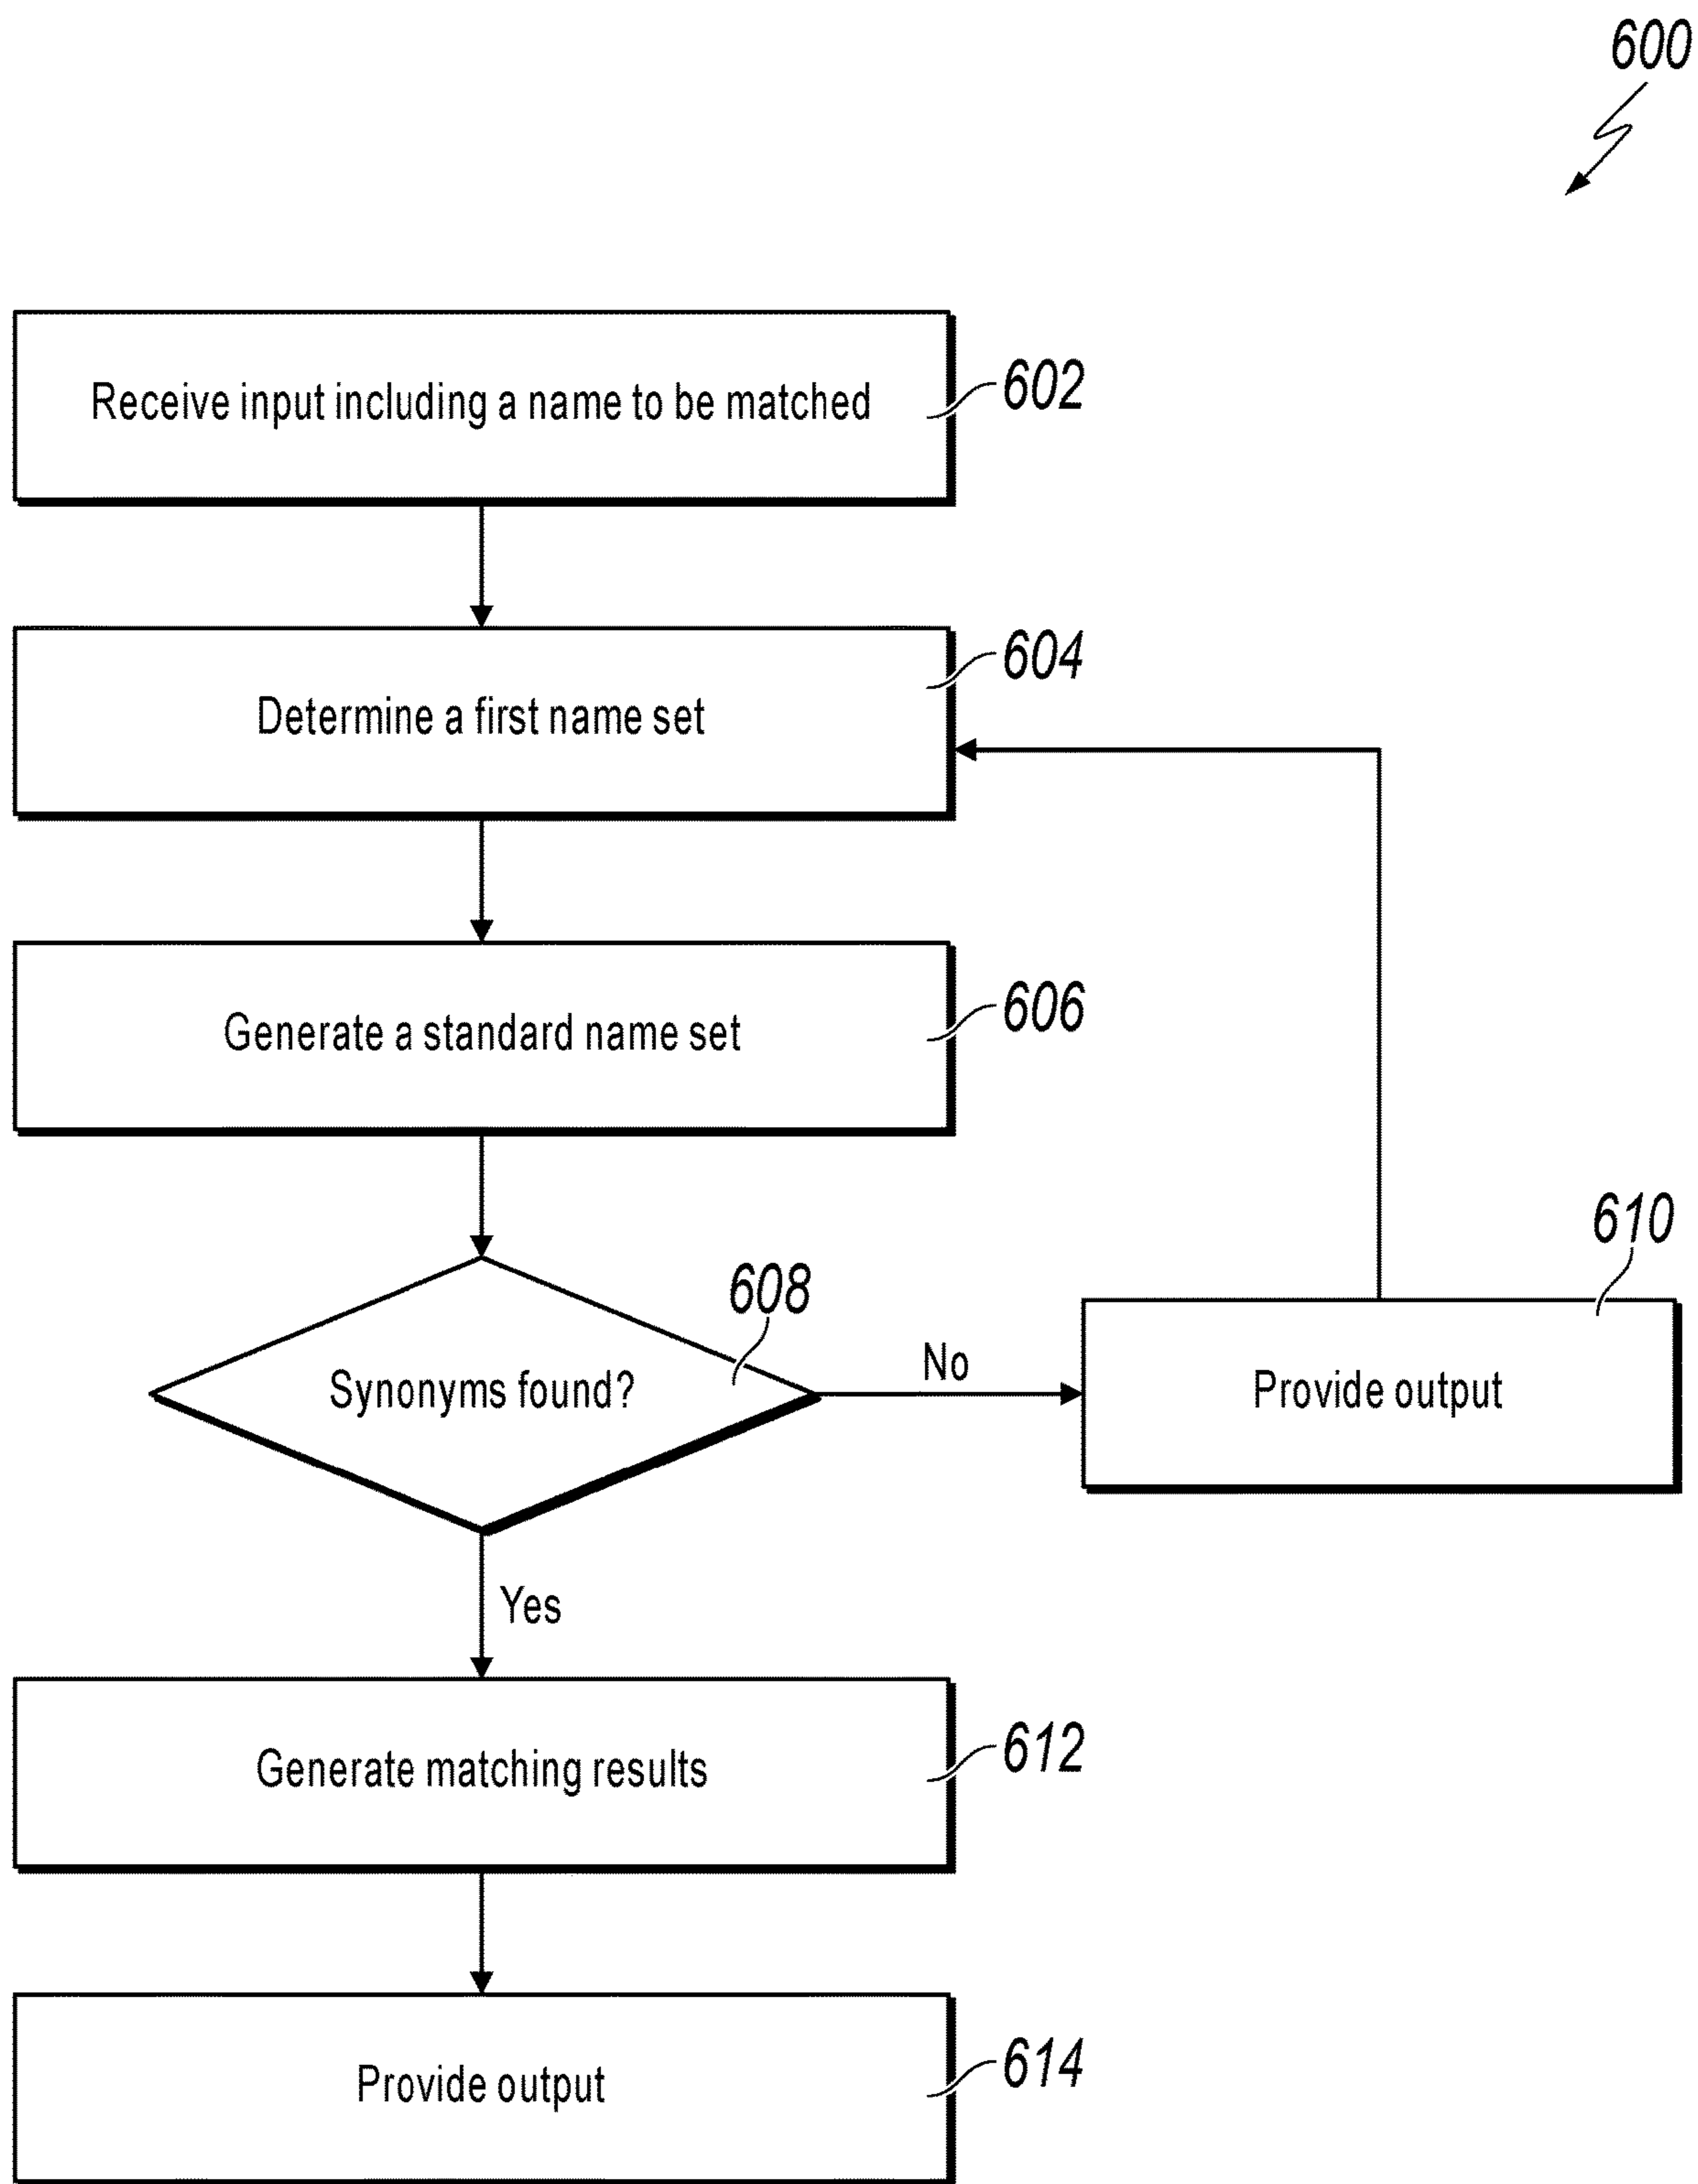 600
Receive input including a name to be matched
602
Determine a first name set
604
Generate a standard name set
606
Synonyms found?
608
No
Provide output
610
Yes
Generate matching results
612
Provide output
614